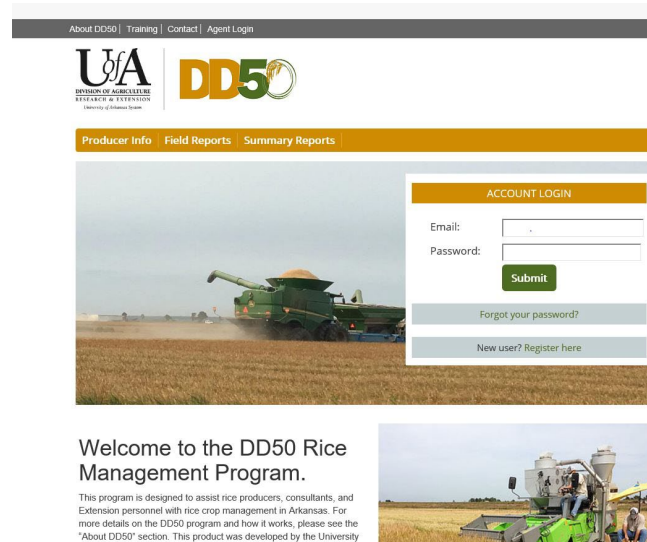 About DD50 | Training | Contact | Agent Login
UofA
DIVISION OF AGRICULTURE
RESEARCH & EXTENSION
University of Arkansas System
DD50
Producer Info Field Reports Summary Reports
ACCOUNT LOGIN
Email:
Password:
Submit
Forgot your password?
New user? Register here
Welcome to the DD50 Rice
Management Program.
This program is designed to assist rice producers, consultants, and
Extension personnel with rice crop management in Arkansas. For
more details on the DD50 program and how it works, please see the
"About DD50" section. This product was developed by the University